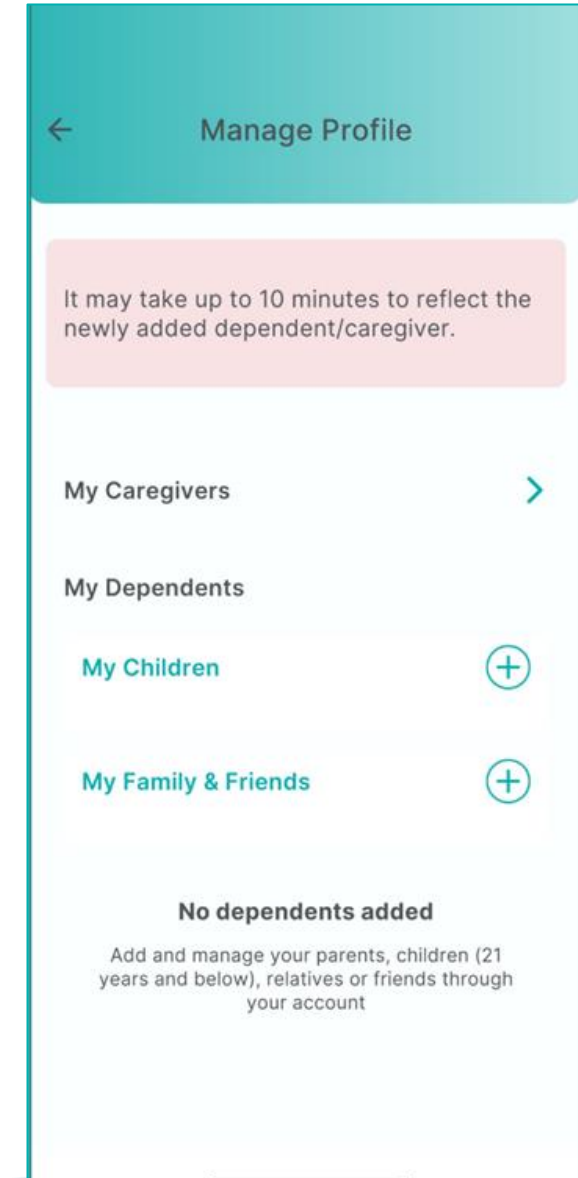 Manage Profile
It may take up to 10 minutes to reflect the
newly added dependent/caregiver.
My Caregivers
My Dependents
My Children
My Family & Friends
No dependents added
Add and manage your parents, children (21
years and below), relatives or friends through
your account